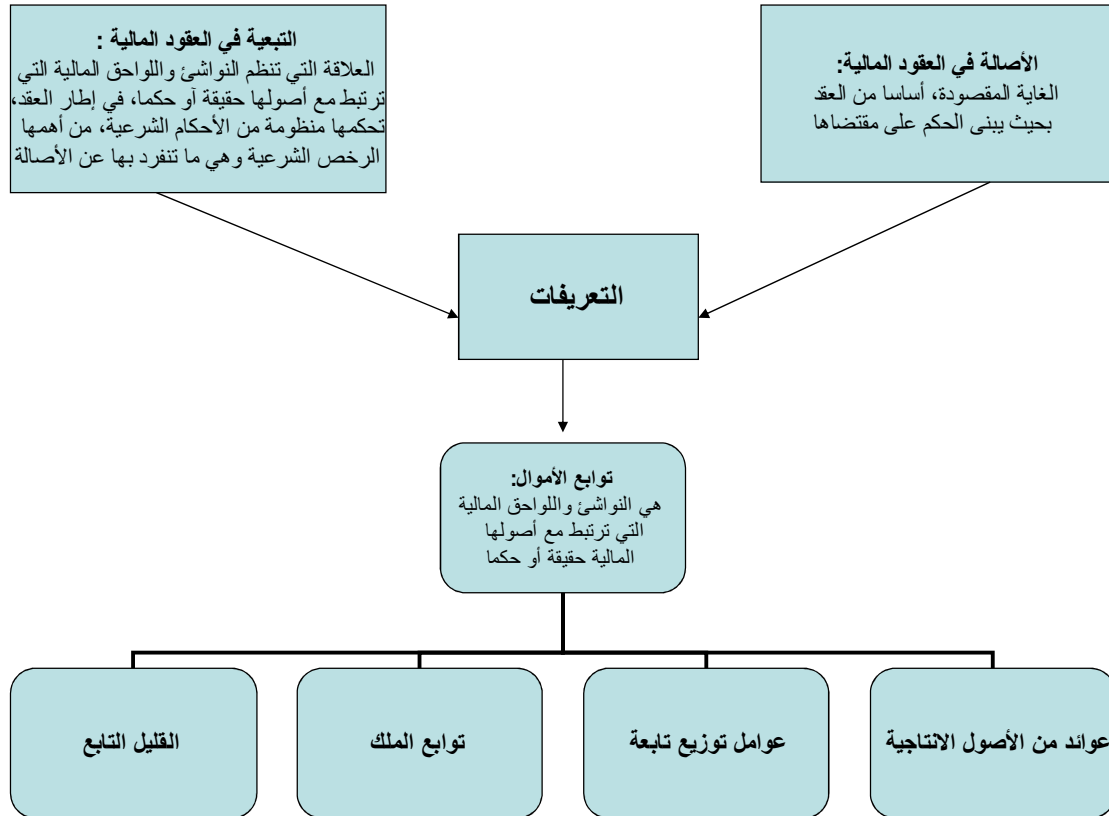 الأصالة في العقود المالية:
الغاية المقصودة، أساسا من العقد
بحيث يبنى الحكم على مقتضاها
التبعية في العقود المالية :
العلاقة التي تنظم النواشئ واللواحق المالية التي
ترتبط مع أصولها حقيقة آو حكما، في إطار العقد،
تحكمها منظومة من الأحكام الشرعية، من أهمها
الرخص الشرعية وهي ما تنفرد بها عن الأصالة
التعريفات
توابع الأموال:
هي النواشئ واللواحق المالية
التي ترتبط مع أصولها
المالية حقيقة أو حكما
عوائد من الأصول الانتاجية
عوامل توزيع تابعة
توابع الملك
القليل التابع